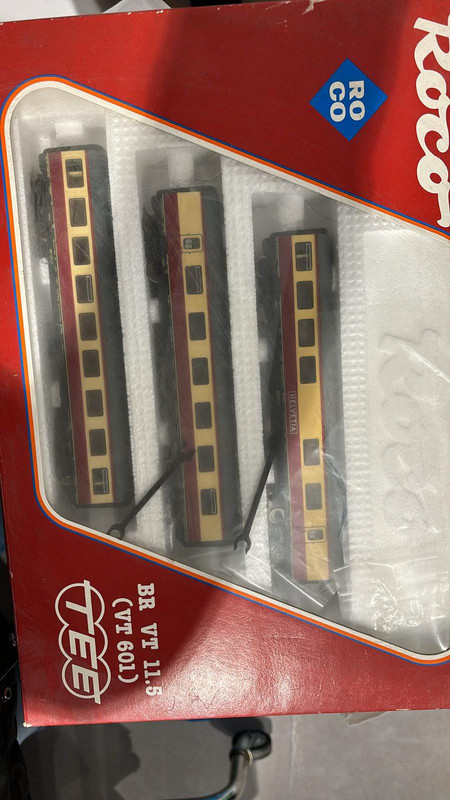 Roco
RO
CO
HELVETIA
Roco
BR VT 11.5
(VT 601)
TEE